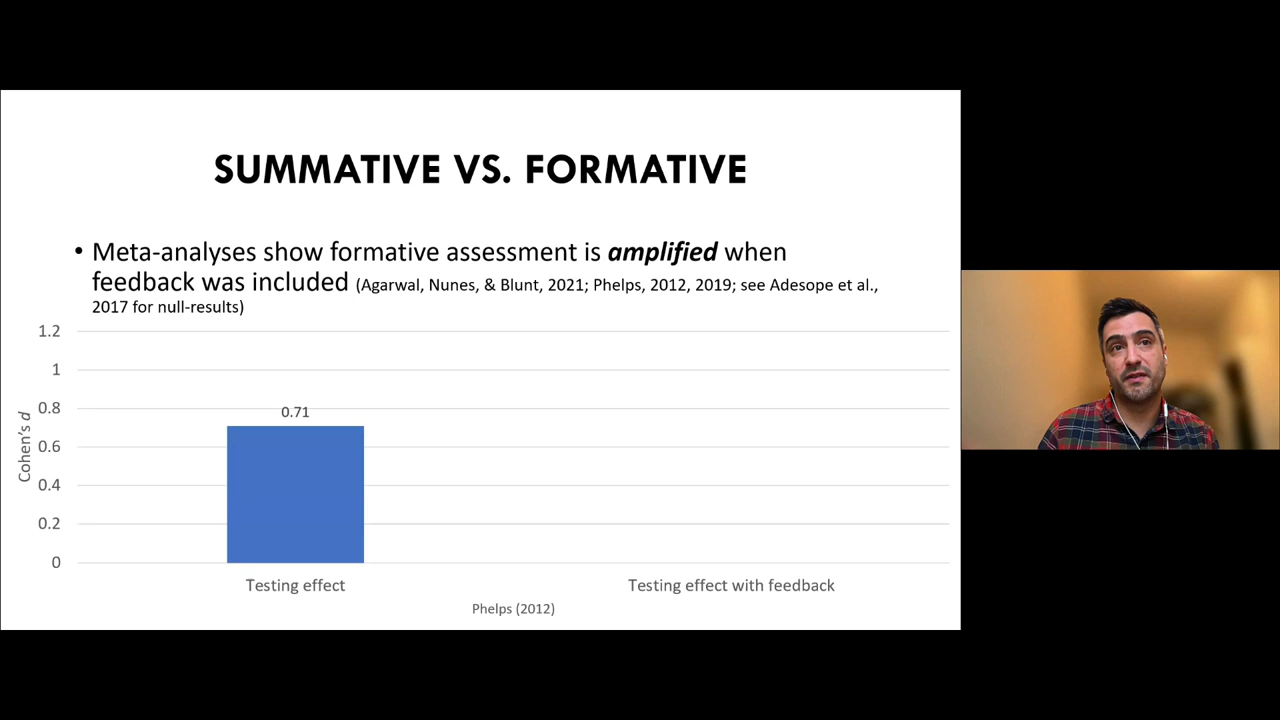 SUMMATIVE VS. FORMATIVE
• Meta-analyses show formative assessment is amplified when
feedback was included (Agarwal, Nunes, & Blunt, 2021; Phelps, 2012, 2019; see Adesope et al.,
2017 for null-results)
1.2
1
0.8
0.6
0.4
0.2
0
Cohen's d
0.71
Testing effect
Testing effect with feedback
Phelps (2012)